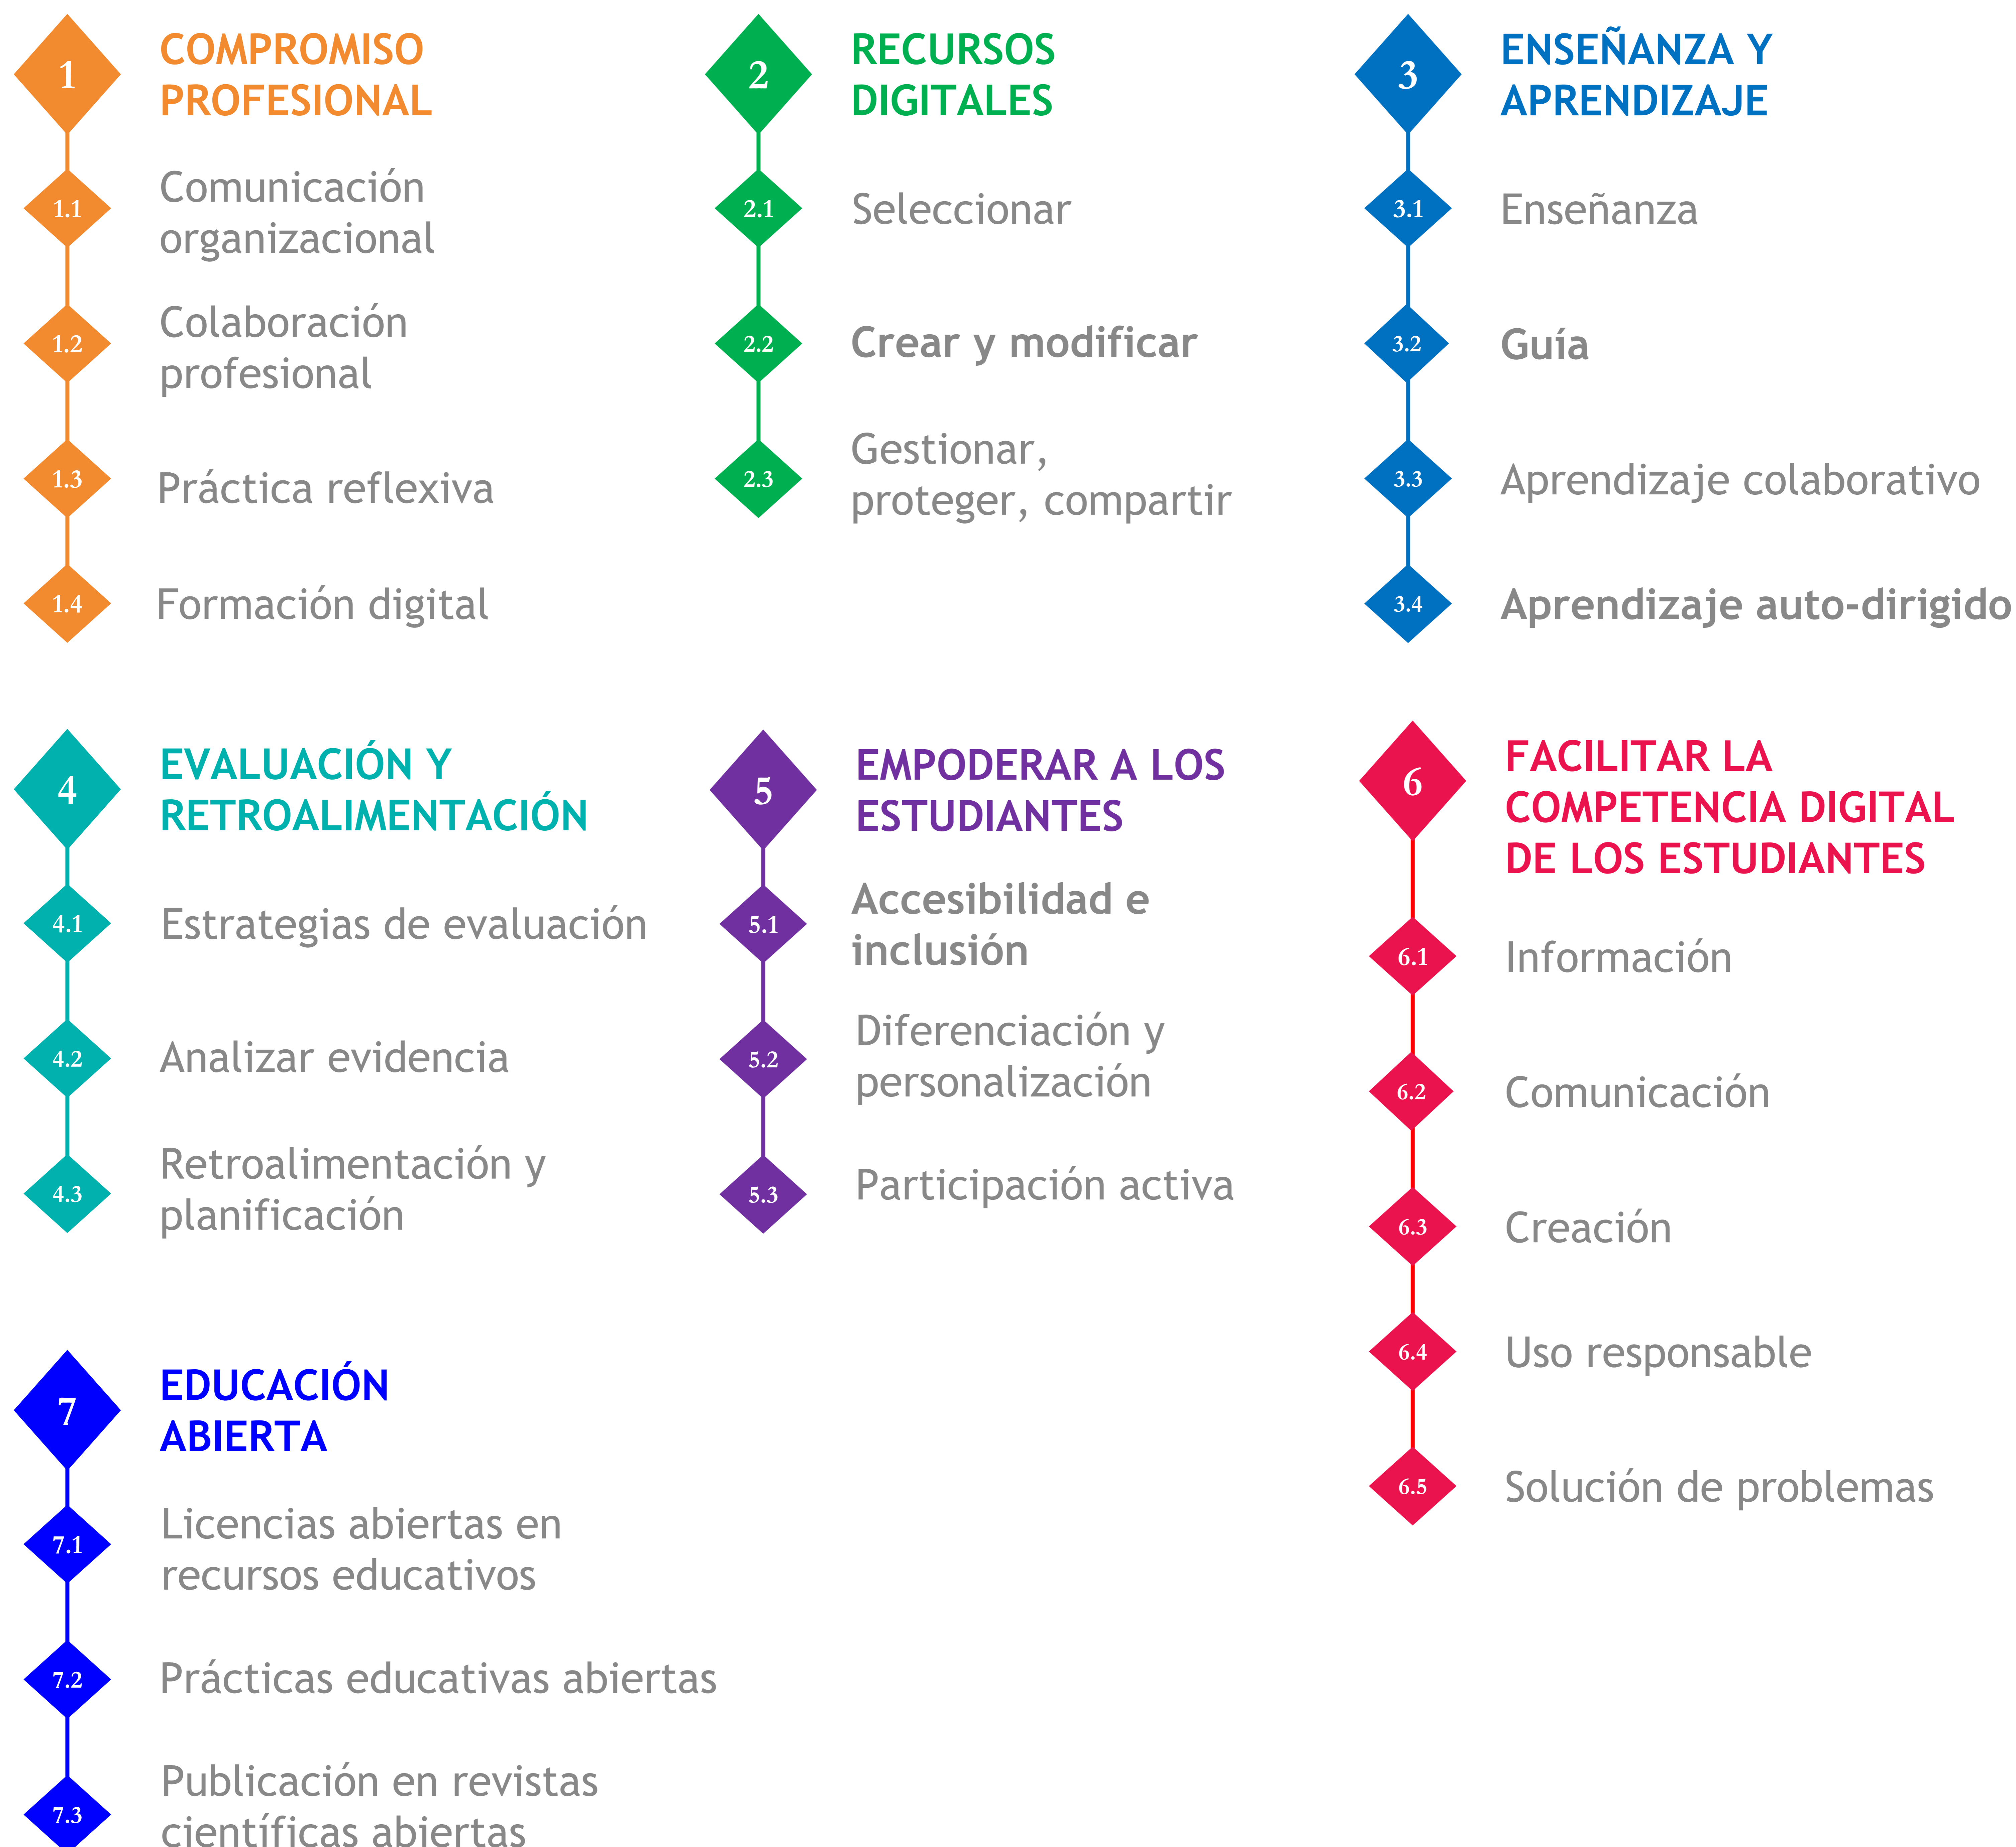 1
COMPROMISO
PROFESIONAL
1.1
Comunicación
organizacional
1.2
Colaboración
profesional
1.3
Práctica reflexiva
1.4
Formación digital
2
RECURSOS
DIGITALES
2.1
Seleccionar
2.2
Crear y modificar
2.3
Gestionar,
proteger, compartir
3
ENSEÑANZA Y
APRENDIZAJE
3.1
Enseñanza
3.2
Guía
3.3
Aprendizaje colaborativo
3.4
Aprendizaje auto-dirigido
4
EVALUACIÓN Y
RETROALIMENTACIÓN
4.1
Estrategias de evaluación
4.2
Analizar evidencia
4.3
Retroalimentación y
planificación
5
EMPODERAR A LOS
ESTUDIANTES
5.1
Accesibilidad e
inclusión
5.2
Diferenciación y
personalización
5.3
Participación activa
6
FACILITAR LA
COMPETENCIA DIGITAL
DE LOS ESTUDIANTES
6.1
Información
6.2
Comunicación
6.3
Creación
6.4
Uso responsable
6.5
Solución de problemas
7
EDUCACIÓN
ABIERTA
7.1
Licencias abiertas en
recursos educativos
7.2
Prácticas educativas abiertas
7.3
Publicación en revistas
científicas abiertas